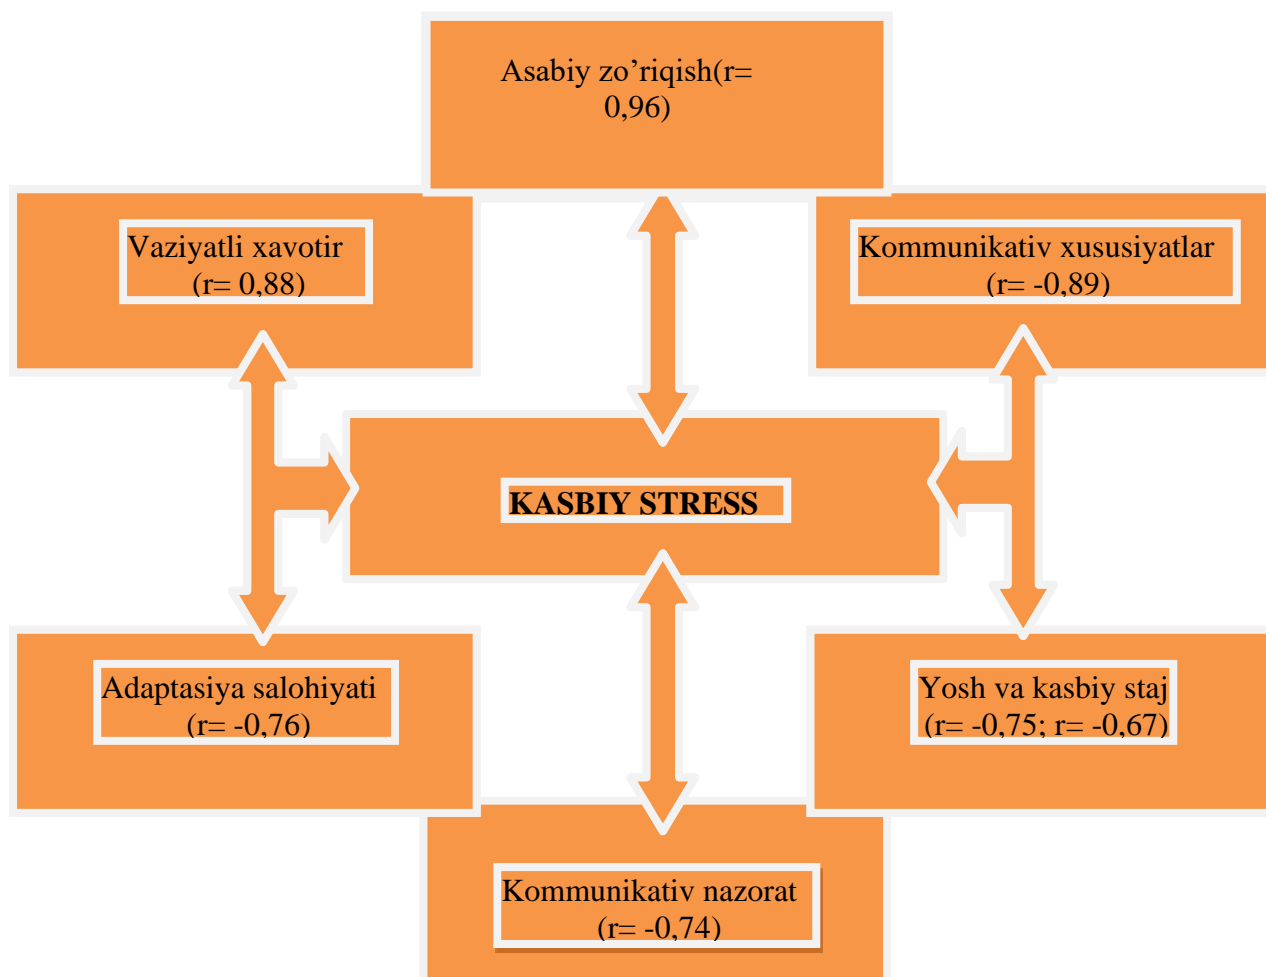 Asabiy zo’riqish(r=
0,96)
Vaziyatli xavotir
(r= 0,88)
Kommunikativ xususiyatlar
(r= -0,89)
KASBIY STRESS
Adaptasiya salohiyati
(r= -0,76)
Yosh va kasbiy staj
(r= -0,75; r= -0,67)
Kommunikativ nazorat
(r= -0,74)